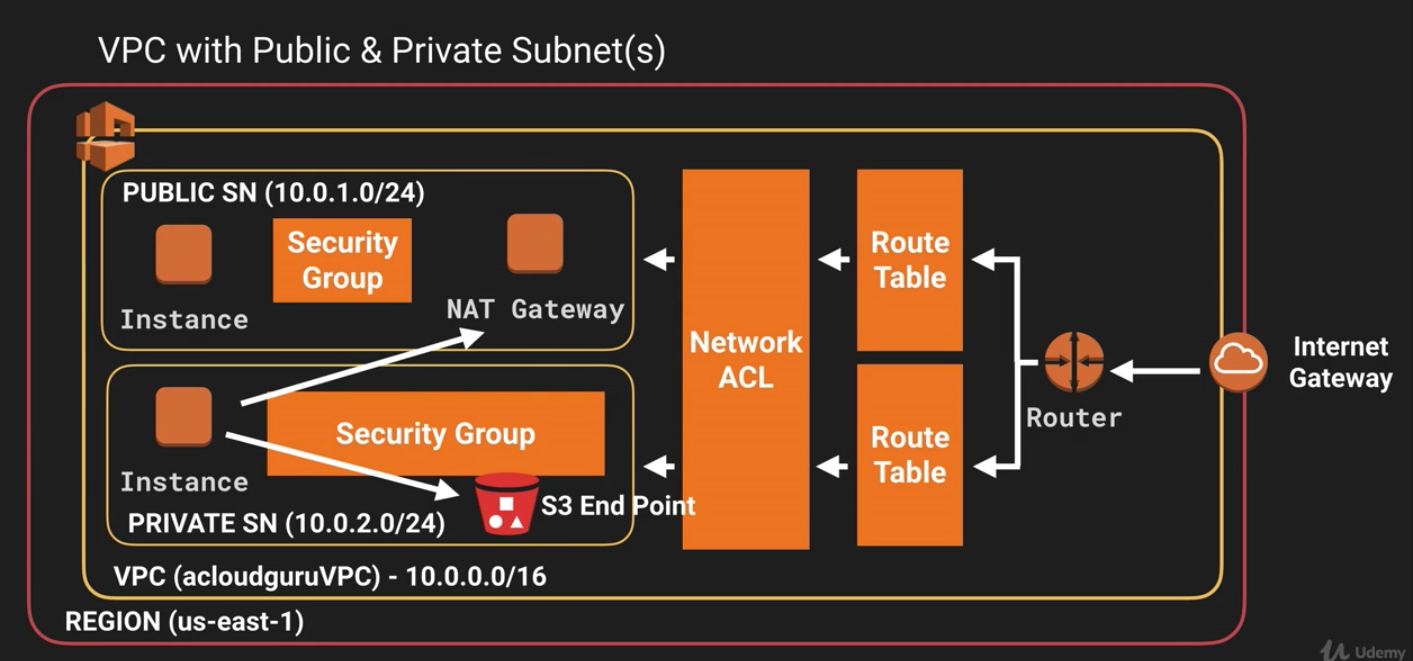 VPC with Public & Private Subnet(s)
PUBLIC SN (10.0.1.0/24)
Security
Group
Instance
NAT Gateway
Security Group
Instance
S3 End Point
PRIVATE SN (10.0.2.0/24)
Network
ACL
Route
Table
Route
Table
Router
Internet
Gateway
VPC (acloudguruVPC) - 10.0.0.0/16
REGION (us-east-1)
Udemy